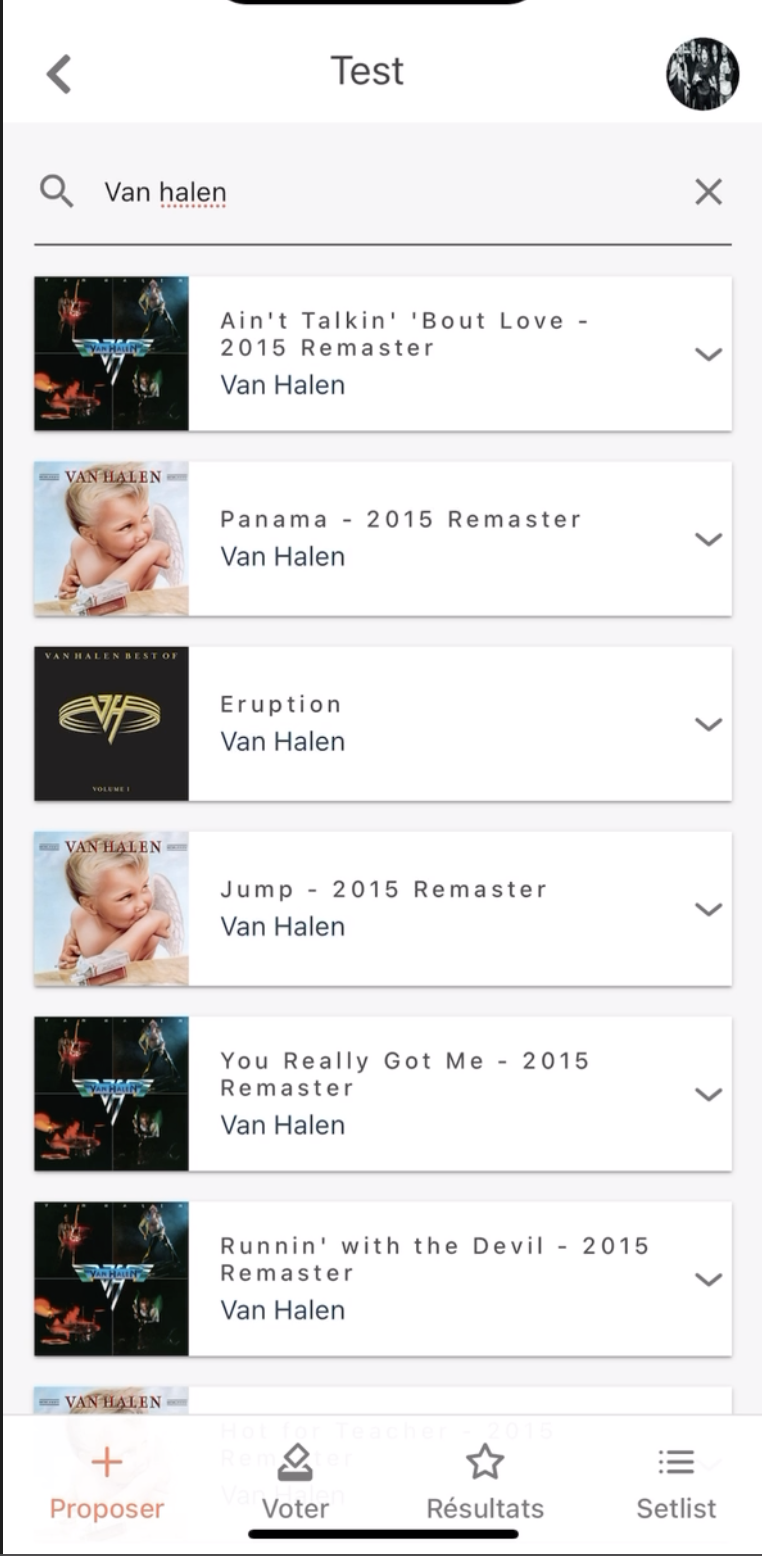 Test
Van halen
Ain't Talkin' 'Bout Love -
2015 Remaster
Van Halen
VAN HALEN
Panama - 2015 Remaster
Van Halen
VAN HALEN
VAN HALEN BEST OF
VOLUME I
Eruption
Van Halen
VAN HALEN
Jump - 2015 Remaster
Van Halen
VAN HALEN
You Really Got Me - 2015
Remaster
Van Halen
VAN HALEN
Runnin' with the Devil - 2015
Remaster
Van Halen
VAN HALEN
Hot for Teacher - 2015
Remaster
Van Halen
Proposer
Voter
Résultats
Setlist